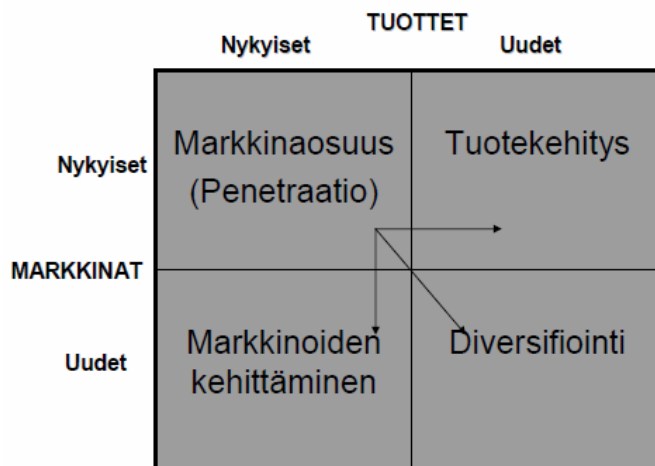 TUOTTET
Nykyiset Uudet
Nykyiset
Markkinaosuus
(Penetraatio)
Tuotekehitys
MARKKINAT
Uudet
Markkinoiden
kehittäminen
Diversifiointi